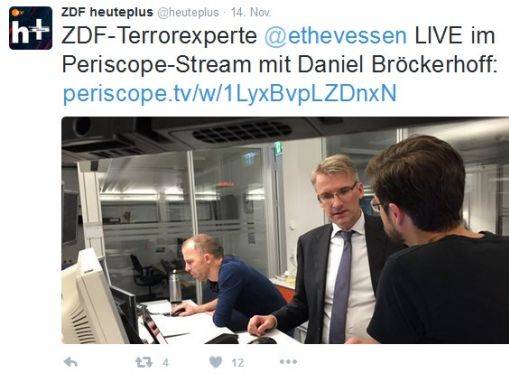 h+
ZDF heuteplus @heuteplus · 14. Nov.
ZDF-Terrorexperte @ethevessen LIVE im
Periscope-Stream mit Daniel Bröckerhoff:
periscope.tv/w/1LyxBvpLZDnxN
4 12